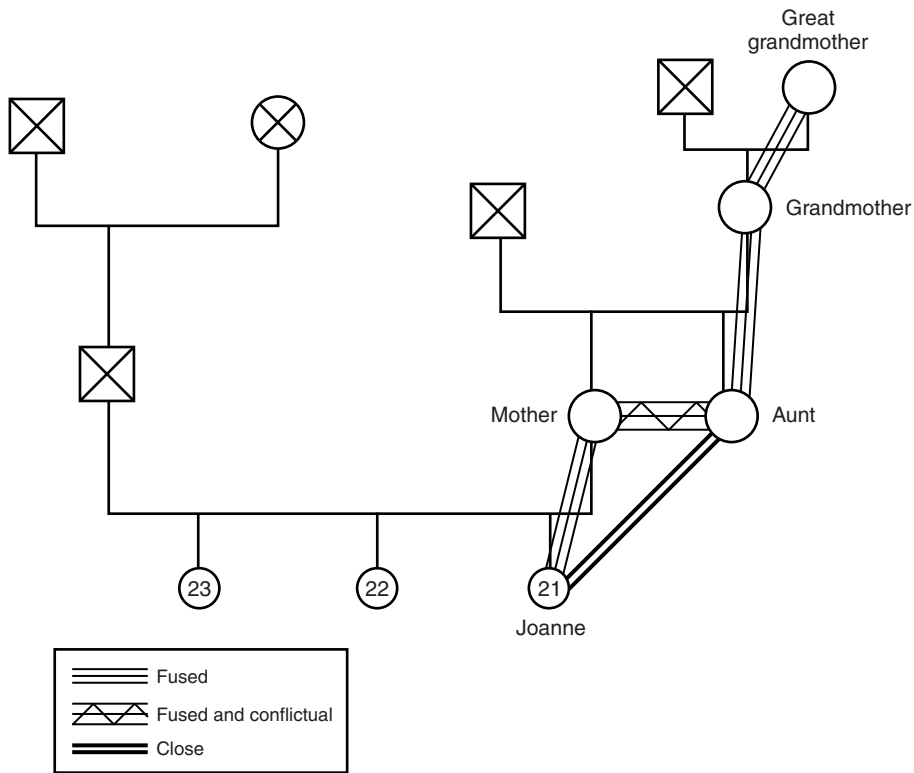 Great
grandmother
Grandmother
Mother
Aunt
23
22
21
Joanne
Fused
Fused and conflictual
Close